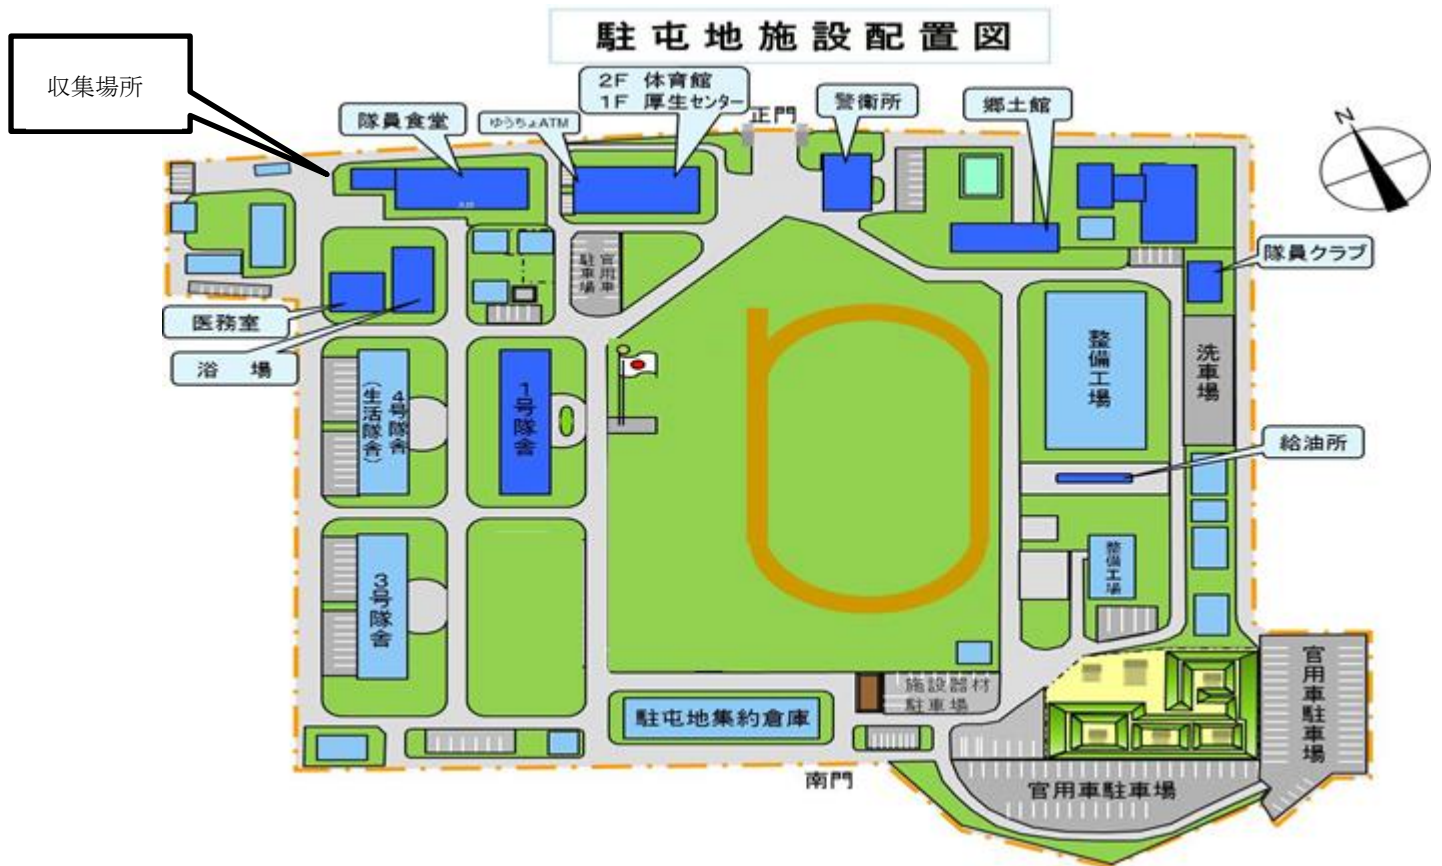 駐屯地施設配置図
収集場所
2F 体育館
1F 厚生センター
隊員食堂
ゆうちょATM
正門
警衛所
郷土館
N
隊員クラブ
官用車
駐車場
医務室
浴 場
整備工場
洗車場
4号隊舎
(生活隊舎)
1号隊舎
給油所
整備工場
3号隊舎
施設器材
駐車場
官用車駐車場
駐屯地集約倉庫
南門
官用車駐車場